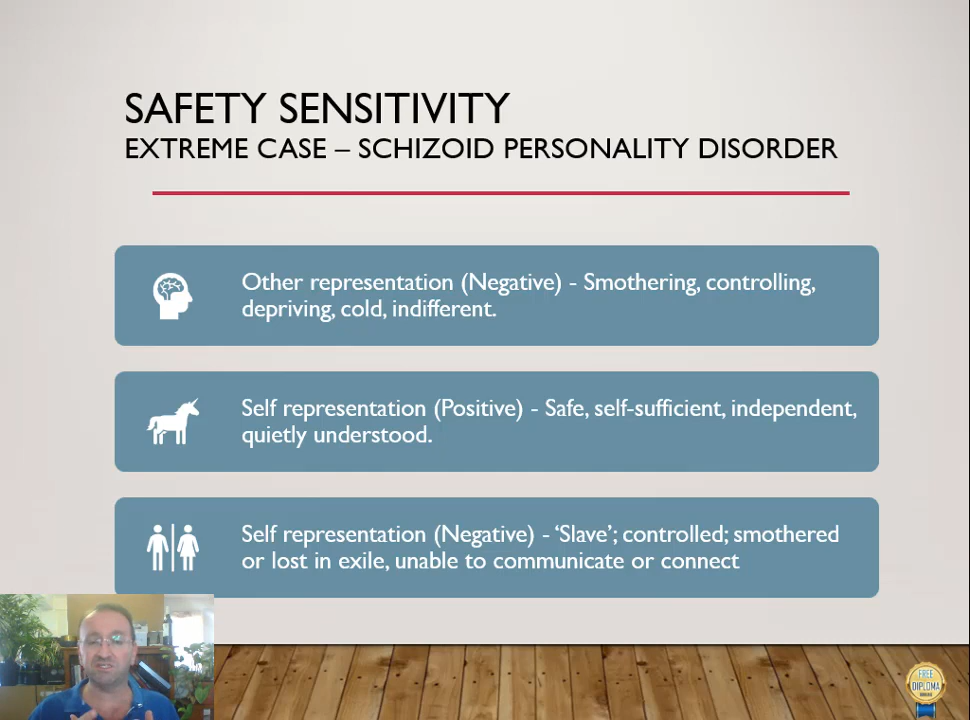 SAFETY SENSITIVITY
EXTREME CASE – SCHIZOID PERSONALITY DISORDER
Other representation (Negative) - Smothering, controlling,
depriving, cold, indifferent.
Self representation (Positive) - Safe, self-sufficient, independent,
quietly understood.
Self representation (Negative) - ‘Slave’; controlled; smothered
or lost in exile, unable to communicate or connect
FREE
DIPLOMA